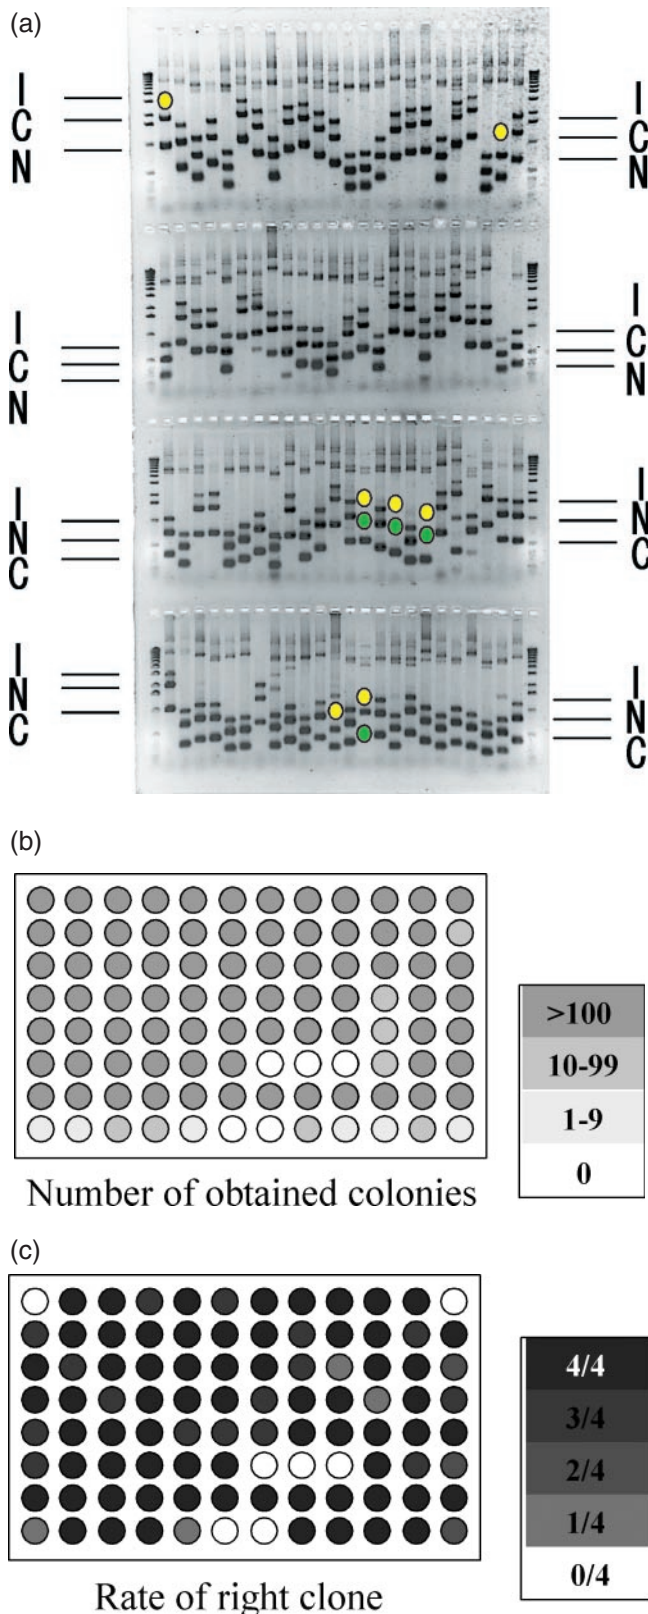 (a)
I
C
N
I
C
N
I
C
N
I
C
N
I
N
C
I
N
C
I
N
C
I
N
C
(b)
>100
10-99
1-9
0
Number of obtained colonies
(c)
4/4
3/4
2/4
1/4
0/4
Rate of right clone